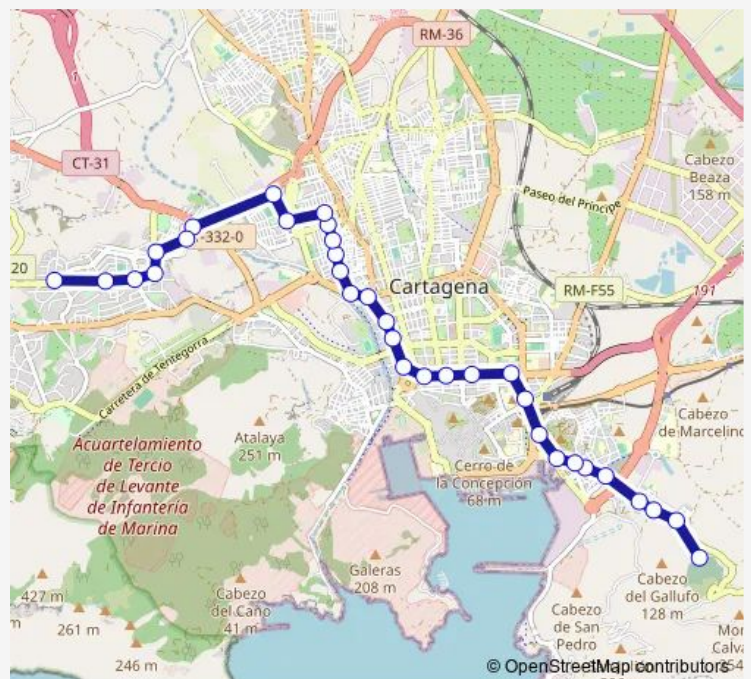 RM-36
CT-31
Cabezo
Beaza
158 m
Paseo del Príncipe
-332-0
20
Cartagena
RM-F55
191
Carretera de Tentegorra
Acuartelamiento
de Tercio
de Levante
de Infantería
de Marina
Atalaya
251 m
Cabezo
de Marcelino
Cerro de
la Concepción
68 m
Galeras
208 m
Cabezo
del Caño
41 m
427 m
m
261 m
246 m
Cabezo
del Gallufo
128 m
Cabezo
de San
Pedro
Calva
© OpenStreetMap contributors